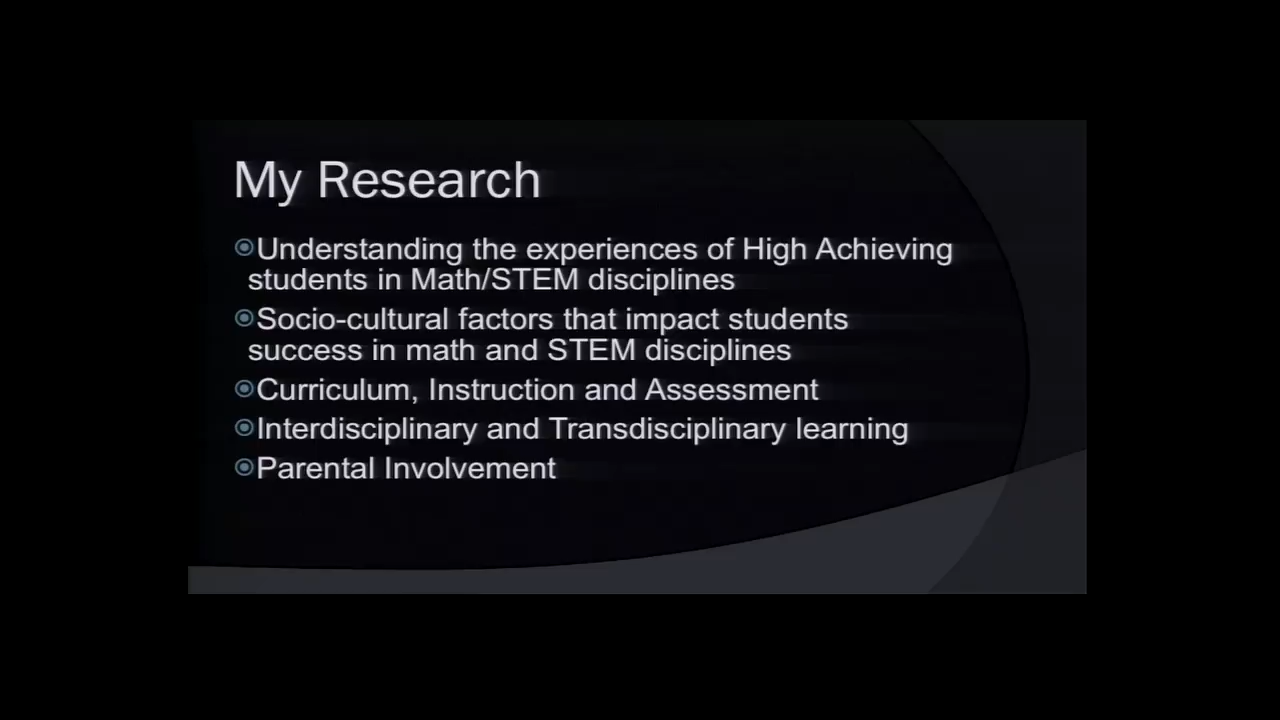 My Research
Understanding the experiences of High Achieving
students in Math/STEM disciplines
Socio-cultural factors that impact students
success in math and STEM disciplines
Curriculum, Instruction and Assessment
Interdisciplinary and Transdisciplinary learning
Parental Involvement